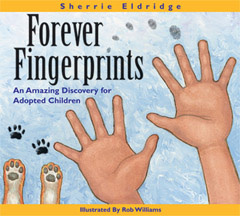 Sherrie Eldridge
Forever
Fingerprints
An Amazing Discovery for
Adopted Children
Illustrated By Rob Williams